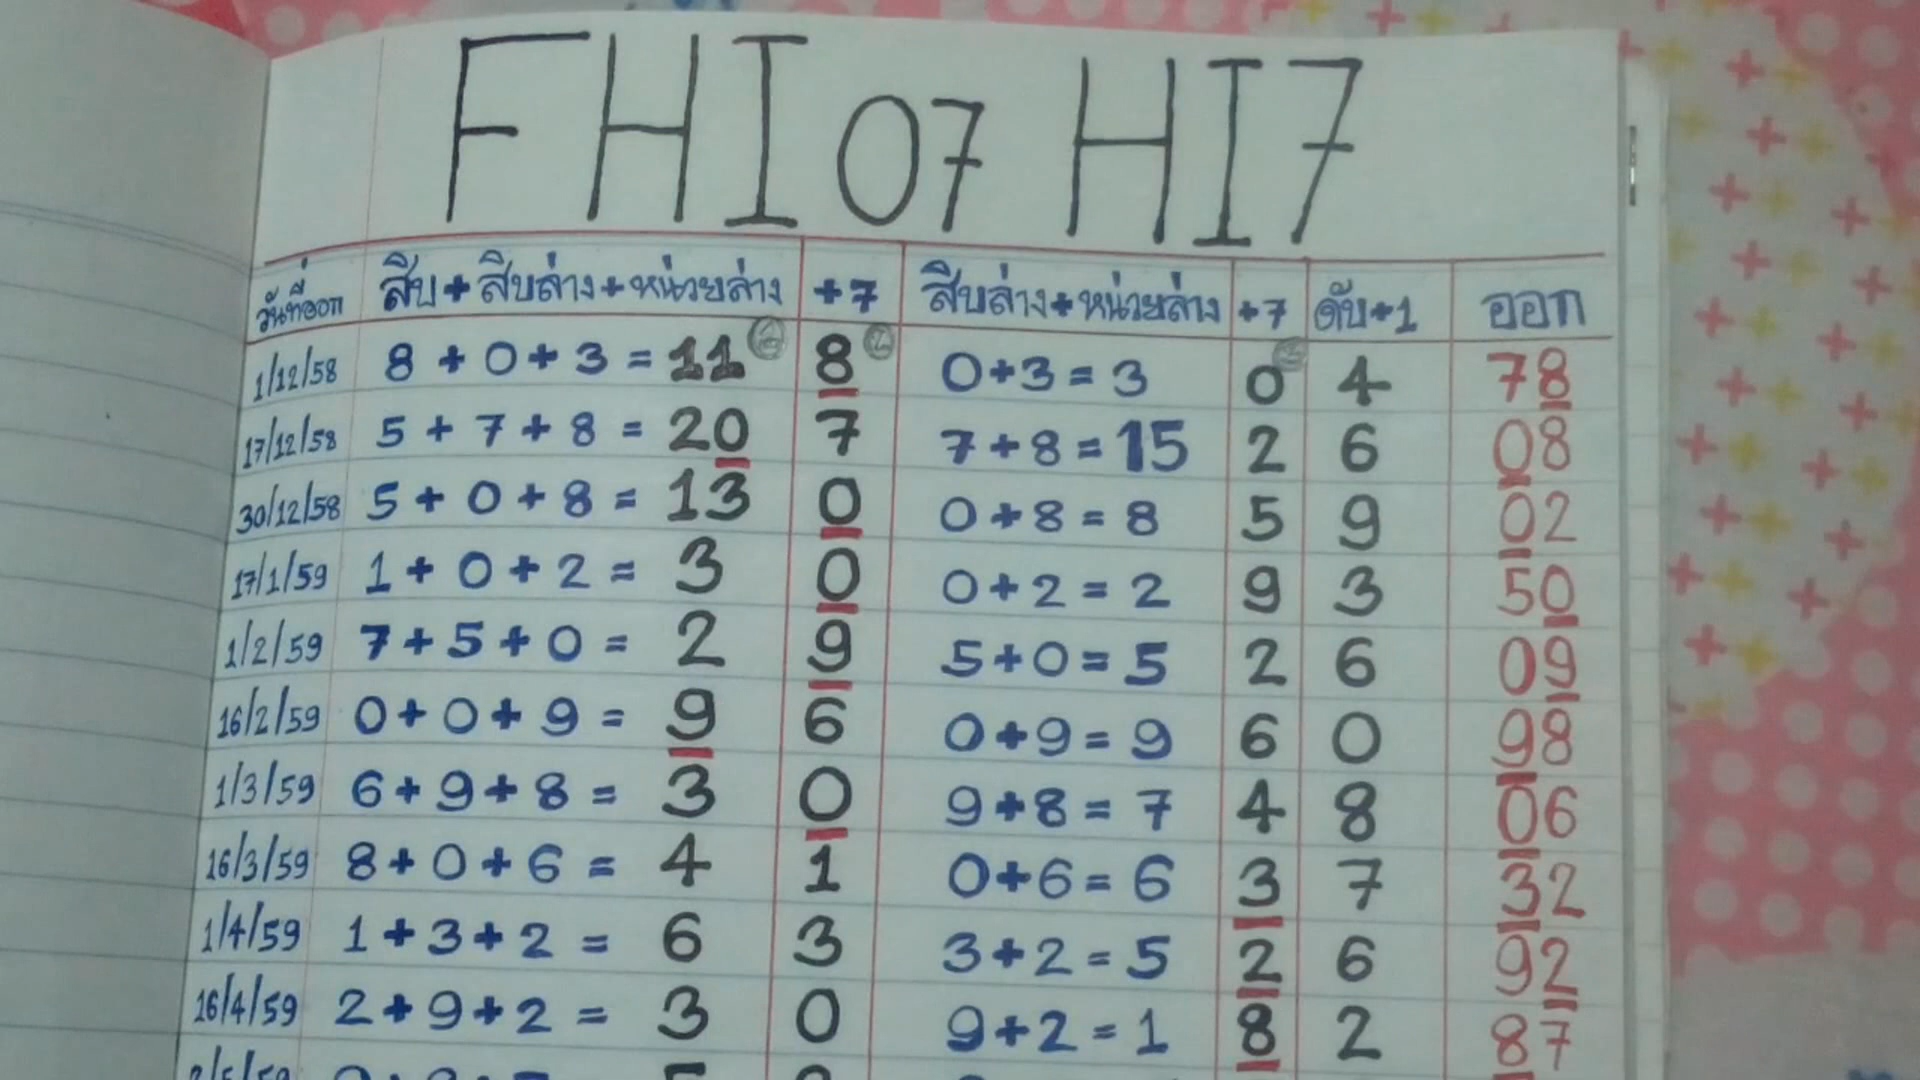 FHI07 HI7
วันที่ออก สิบ+สิบล่าง+หน่วยล่าง +7 สิบล่าง+หน่วยล่าง +7 ดับ+1 ออก
1/12/58 8+0+3=11 8 0+3=3 0 4 78
17/12/58 5+7+8=20 7 7+8=15 2 6 08
30/12/58 5+0+8=13 0 0+8=8 5 9 02
17/1/59 1+0+2=3 0 0+2=2 9 3 50
1/2/59 7+5+0=2 9 5+0=5 2 6 09
16/2/59 0+0+9=9 6 0+9=9 6 0 98
1/3/59 6+9+8=3 0 9+8=7 4 8 06
16/3/59 8+0+6=4 1 0+6=6 3 7 32
1/4/59 1+3+2=6 3 3+2=5 2 6 92
16/4/59 2+9+2=3 0 9+2=1 8 2 87